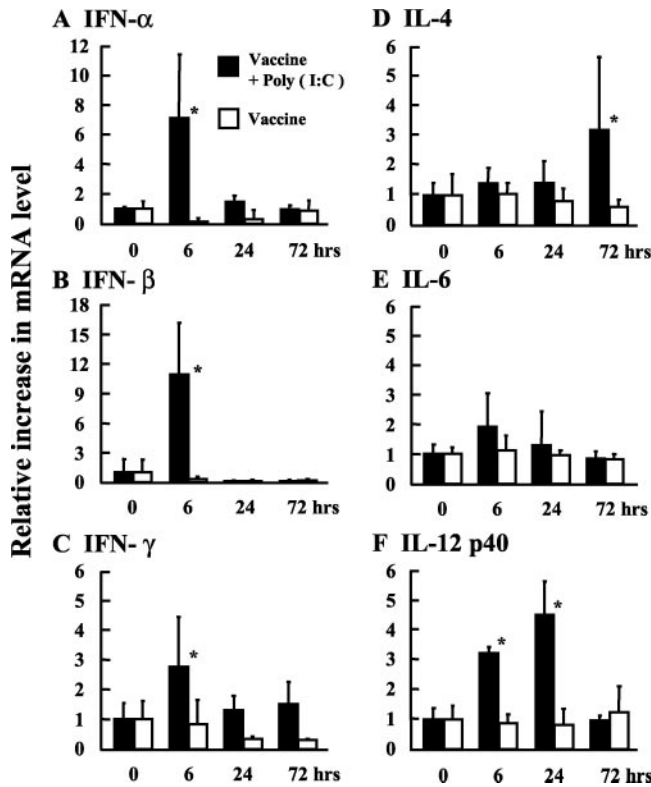 Relative increase in mRNA level
A IFN-α
12
10
8
6
4
2
0
Vaccine
+ Poly ( I:C )
Vaccine
*
0 6 24 72 hrs
B IFN- β
18
15
12
9
6
3
0
*
0 6 24 72 hrs
C IFN- γ
6
5
4
3
2
1
0
*
0 6 24 72 hrs
D IL-4
6
5
4
3
2
1
0
*
0 6 24 72 hrs
E IL-6
6
5
4
3
2
1
0
0 6 24 72 hrs
F IL-12 p40
6
5
4
3
2
1
0
* *
0 6 24 72 hrs